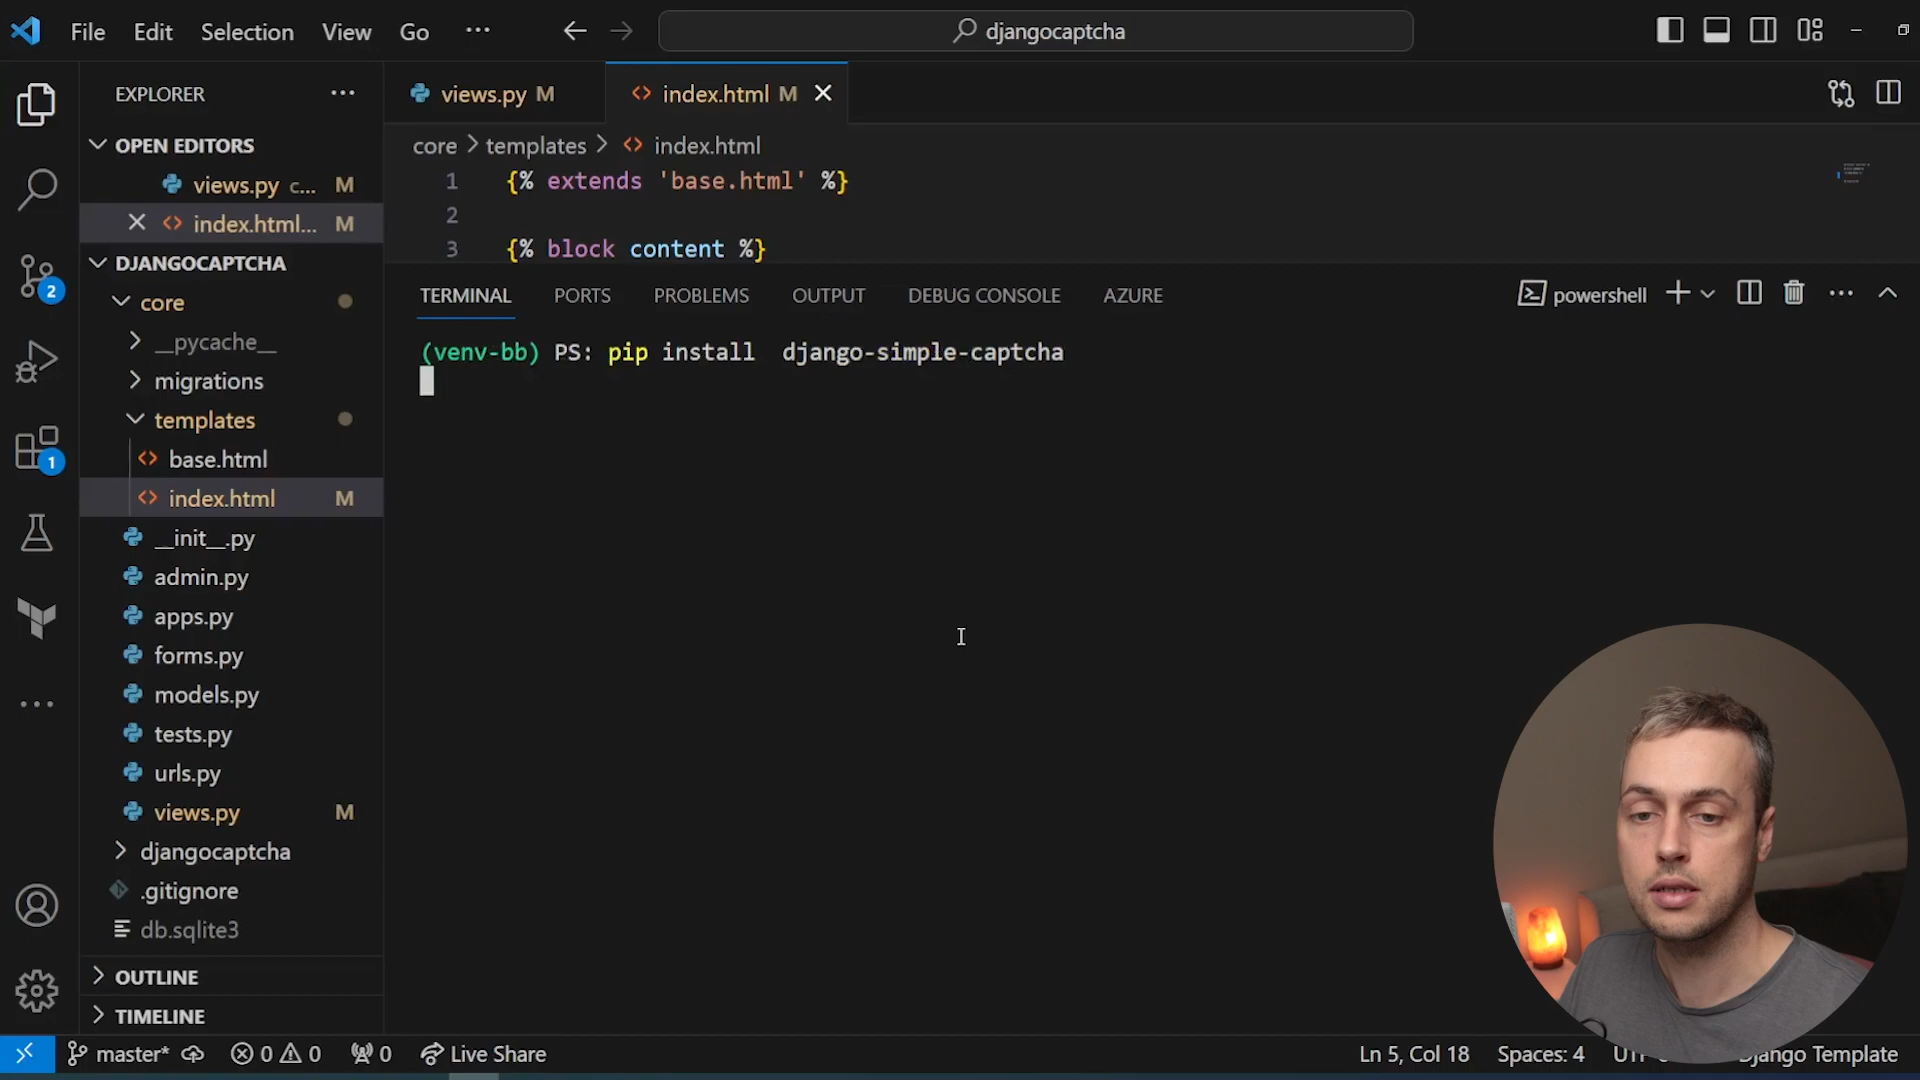 File Edit Selection View Go ...
djangocaptcha
EXPLORER
views.py M
index.html M
OPEN EDITORS
views.py c... M
index.html... M
DJANGOCAPTCHA
core
__pycache__
migrations
templates
base.html
index.html M
__init__.py
admin.py
apps.py
forms.py
models.py
tests.py
urls.py
views.py M
djangocaptcha
.gitignore
db.sqlite3
OUTLINE
TIMELINE
2
1
core > templates > index.html
1 {% extends 'base.html' %}
2
3 {% block content %}
TERMINAL PORTS PROBLEMS OUTPUT DEBUG CONSOLE AZURE
powershell
(venv-bb) PS: pip install  django-simple-captcha
master* 0 0 0 Live Share
Ln 5, Col 18 Spaces: 4 Django Template